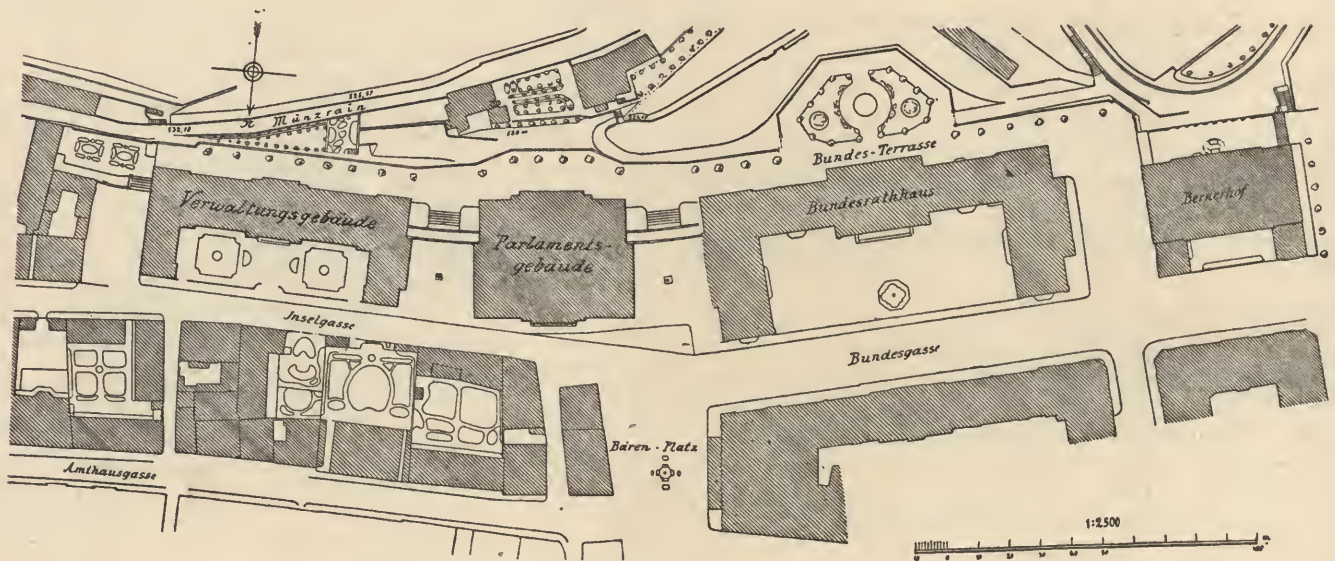 N
Münzrain
Bundes-Terrasse
Verwaltungsgebäude
Parlaments-
gebäude
Bundesrathhaus
Bernerhof
Inselgasse
Bundesgasse
Bären-Platz
Amthausgasse
1:2500